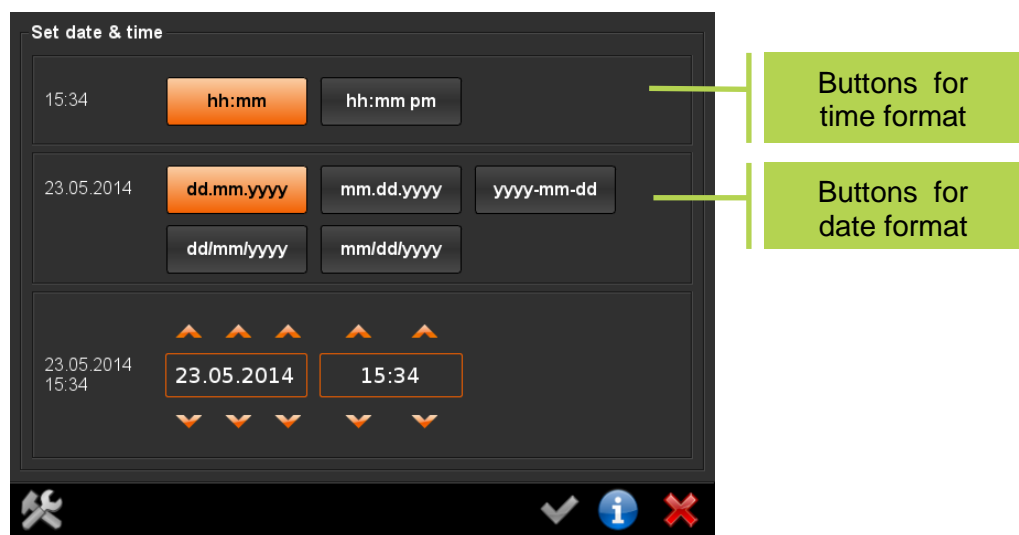 Set date & time
15:34
hh:mm
hh:mm pm
Buttons for
time format
23.05.2014
dd.mm.yyyy
mm.dd.yyyy
yyyy-mm-dd
dd/mm/yyyy
mm/dd/yyyy
Buttons for
date format
23.05.2014
15:34
23.05.2014
15:34